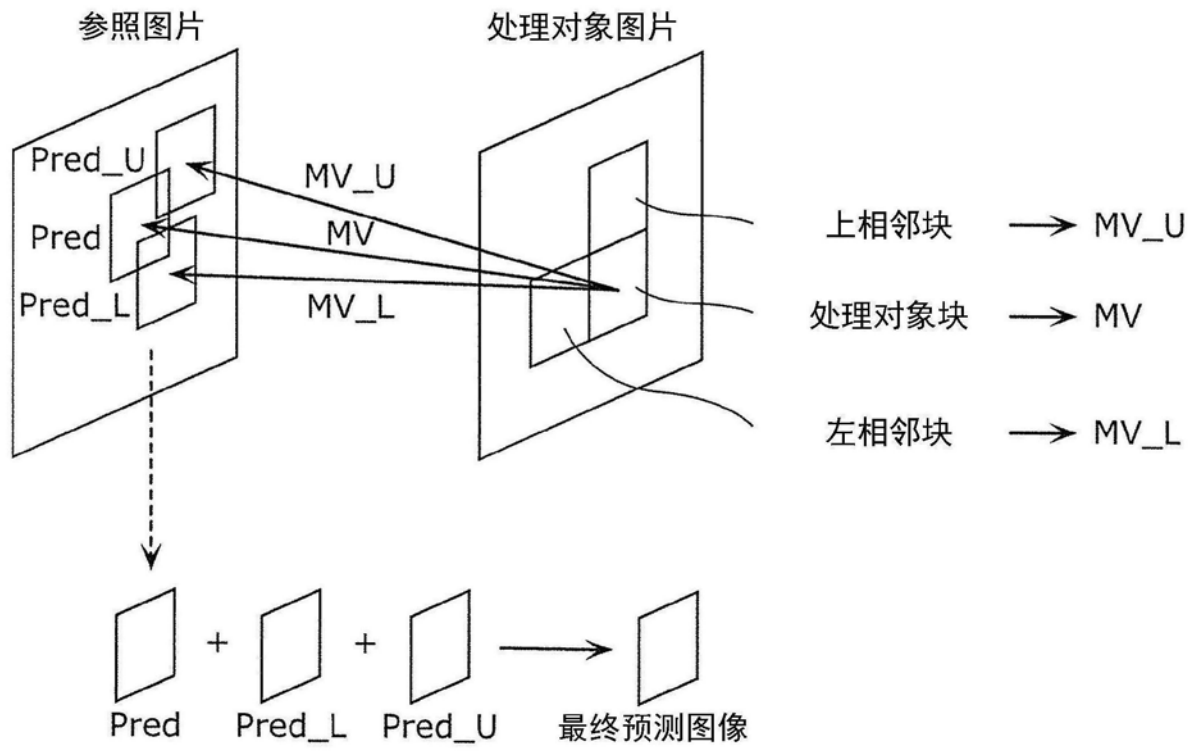 参照图片
处理对象图片
Pred_U
MV_U
上相邻块
MV_U
Pred
MV
处理对象块
MV
Pred_L
MV_L
左相邻块
MV_L
+
+
Pred
Pred_L
Pred_U
最终预测图像